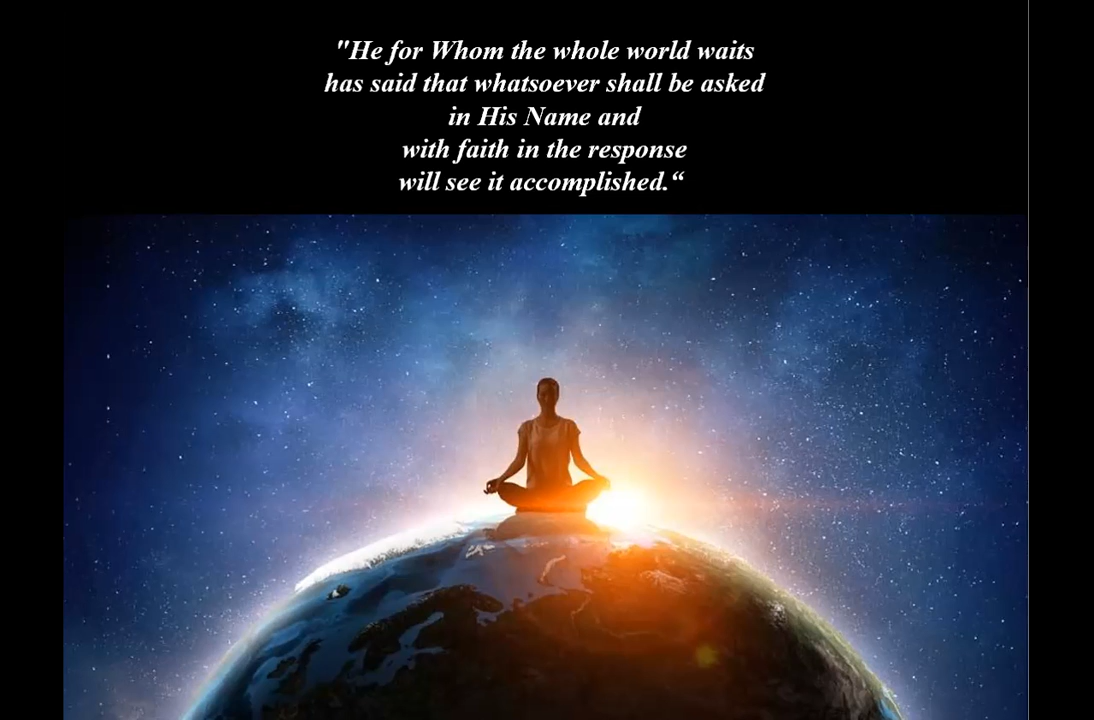 "He for Whom the whole world waits
has said that whatsoever shall be asked
in His Name and
with faith in the response
will see it accomplished.“